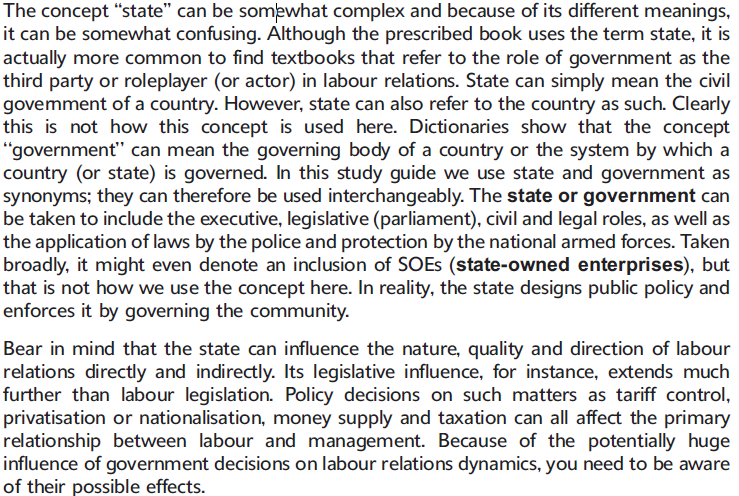 The concept “state” can be somewhat complex and because of its different meanings,
it can be somewhat confusing. Although the prescribed book uses the term state, it is
actually more common to find textbooks that refer to the role of government as the
third party or roleplayer (or actor) in labour relations. State can simply mean the civil
government of a country. However, state can also refer to the country as such. Clearly
this is not how this concept is used here. Dictionaries show that the concept
“government” can mean the governing body of a country or the system by which a
country (or state) is governed. In this study guide we use state and government as
synonyms; they can therefore be used interchangeably. The state or government can
be taken to include the executive, legislative (parliament), civil and legal roles, as well as
the application of laws by the police and protection by the national armed forces. Taken
broadly, it might even denote an inclusion of SOEs (state-owned enterprises), but
that is not how we use the concept here. In reality, the state designs public policy and
enforces it by governing the community.
Bear in mind that the state can influence the nature, quality and direction of labour
relations directly and indirectly. Its legislative influence, for instance, extends much
further than labour legislation. Policy decisions on such matters as tariff control,
privatisation or nationalisation, money supply and taxation can all affect the primary
relationship between labour and management. Because of the potentially huge
influence of government decisions on labour relations dynamics, you need to be aware
of their possible effects.